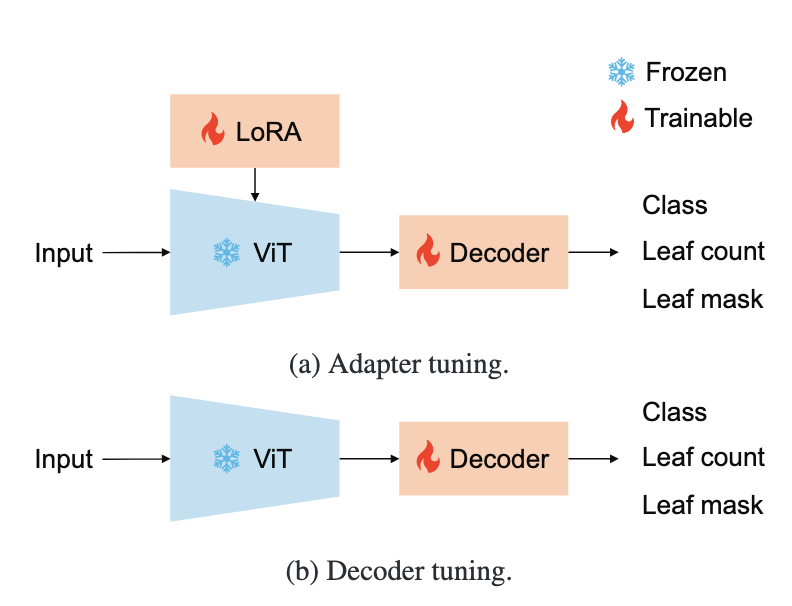 Frozen
Trainable
LoRA
Input
ViT
Decoder
Class
Leaf count
Leaf mask
(a) Adapter tuning.
Input
ViT
Decoder
Class
Leaf count
Leaf mask
(b) Decoder tuning.